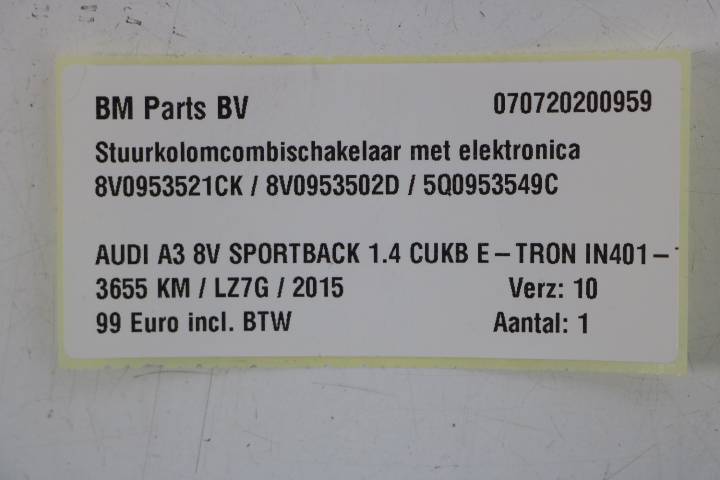 BM Parts BV 070720200959
Stuurkolomcombischakelaar met elektronica
8V0953521CK / 8V0953502D / 5Q0953549C
AUDI A3 8V SPORTBACK 1.4 CUKB E-TRON IN401-
3655 KM / LZ7G / 2015 Verz: 10
99 Euro incl. BTW Aantal: 1